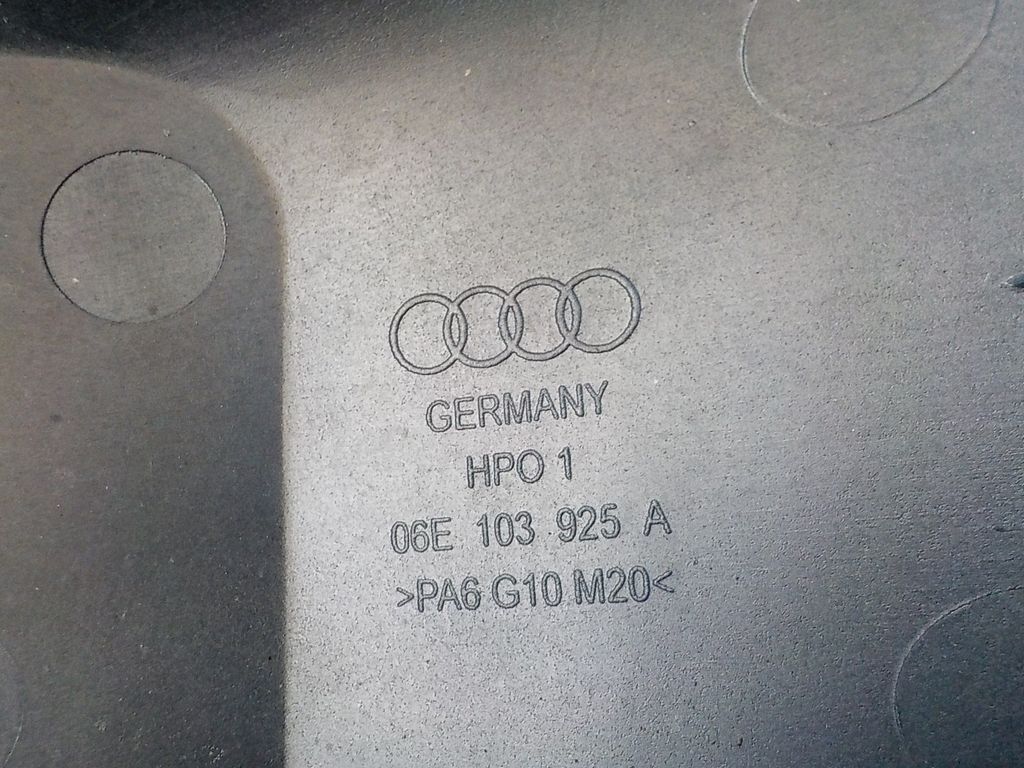 GERMANY
HPO 1
06E 103 925 A
>PA6 G10 M20<